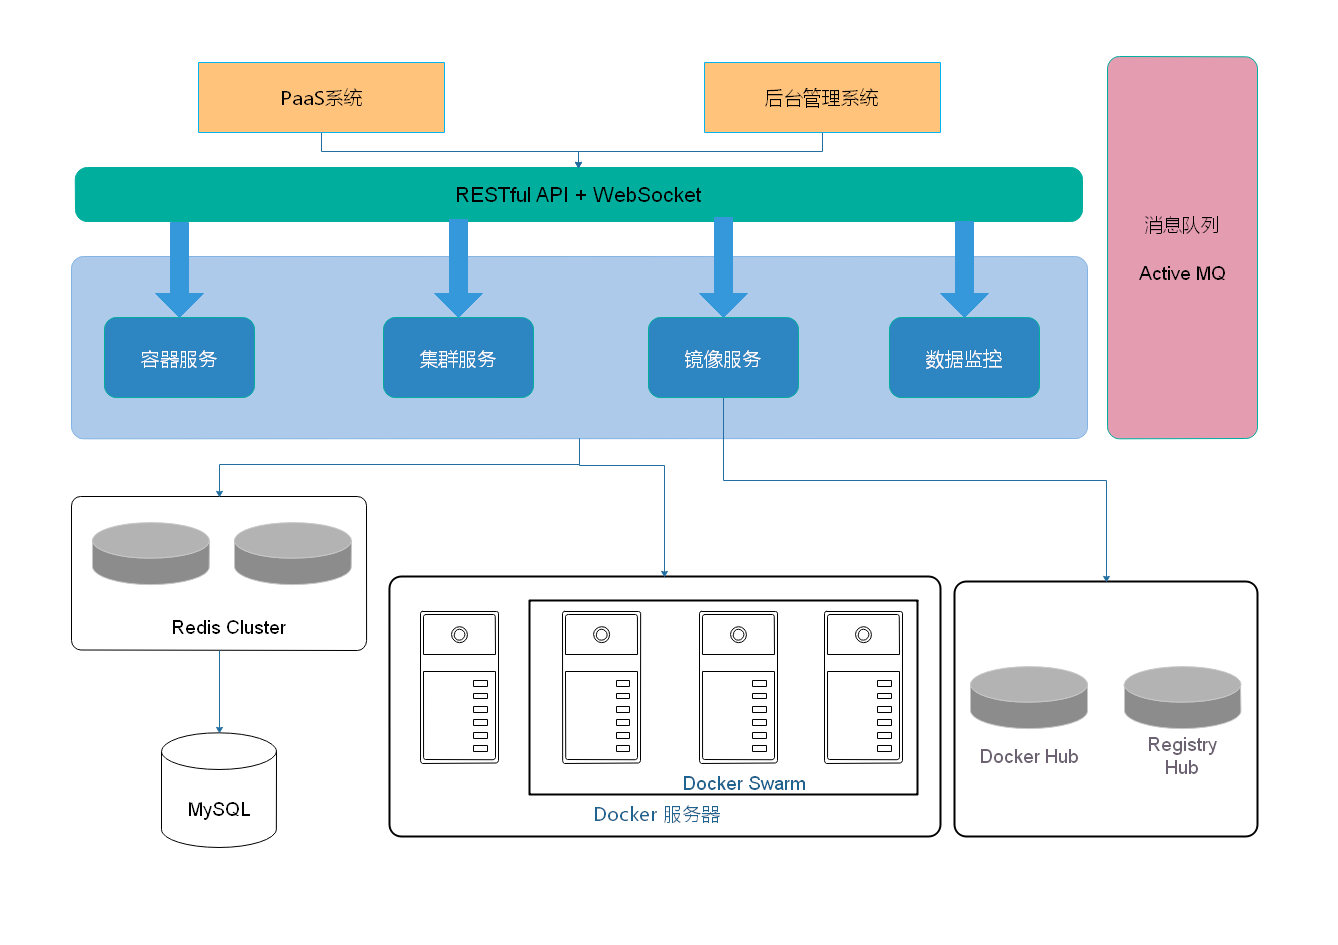 PaaS系统
后台管理系统
RESTful API + WebSocket
消息队列
Active MQ
容器服务
集群服务
镜像服务
数据监控
Redis Cluster
MySQL
Docker Swarm
Docker 服务器
Docker Hub
Registry
Hub